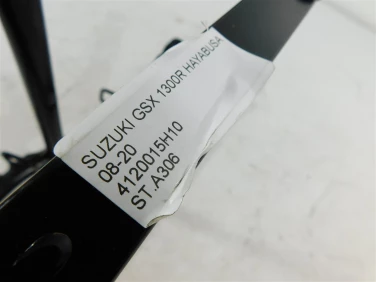 SUZUKI GSX 1300R HAYABUSA
08-20
4120015H10
ST.A306